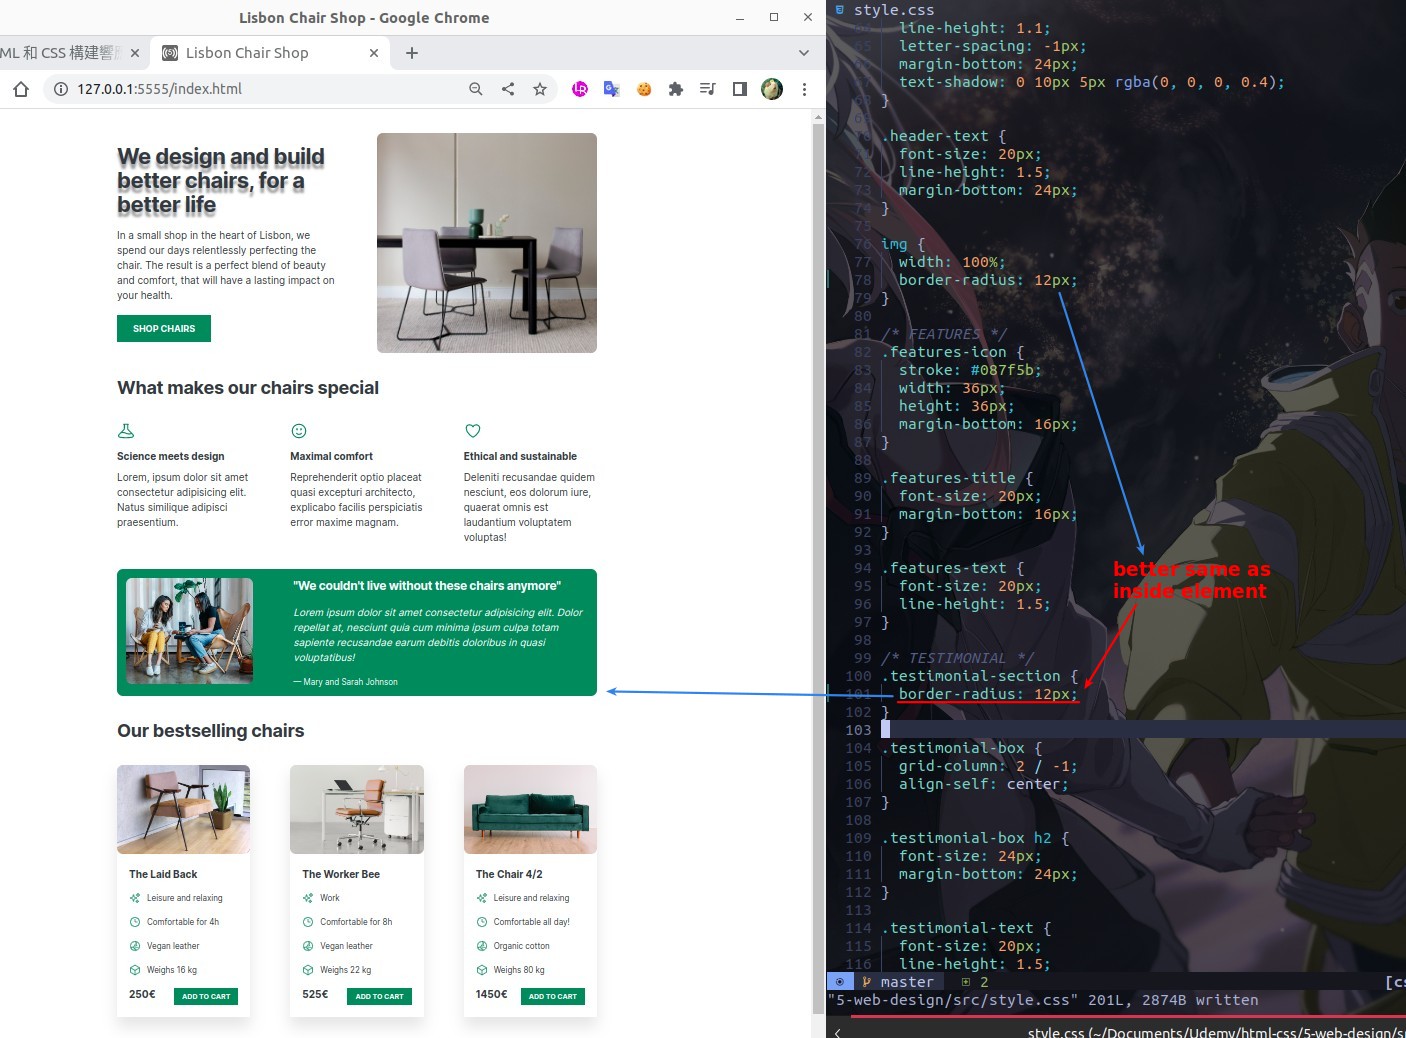 Lisbon Chair Shop - Google Chrome
ML 和 CSS 構建響
Lisbon Chair Shop
127.0.0.1:5555/index.html
We design and build
better chairs, for a
better life
In a small shop in the heart of Lisbon, we
spend our days relentlessly perfecting the
chair. The result is a perfect blend of beauty
and comfort, that will have a lasting impact on
your health.
SHOP CHAIRS
What makes our chairs special
Science meets design
Lorem, ipsum dolor sit amet
consectetur adipisicing elit.
Natus similique adipisci
praesentium.
Maximal comfort
Reprehenderit optio placeat
quasi excepturi architecto,
explicabo facilis perspiciatis
error maxime magnam.
Ethical and sustainable
Deleniti recusandae quidem
nesciunt, eos dolorum iure,
quaerat omnis est
laudantium voluptatem
voluptas!
"We couldn't live without these chairs anymore"
Lorem ipsum dolor sit amet consectetur adipisicing elit. Dolor
repellat at, nesciunt quia cum minima ipsum culpa totam
sapiente recusandae earum debitis doloribus in quasi
voluptatibus!
— Mary and Sarah Johnson
Our bestselling chairs
The Laid Back
Leisure and relaxing
Comfortable for 4h
Vegan leather
Weighs 16 kg
250€ ADD TO CART
The Worker Bee
Work
Comfortable for 8h
Vegan leather
Weighs 22 kg
525€ ADD TO CART
The Chair 4/2
Leisure and relaxing
Comfortable all day!
Organic cotton
Weighs 80 kg
1450€ ADD TO CART
style.css
line-height: 1.1;
65 letter-spacing: -1px;
margin-bottom: 24px;
text-shadow: 0 10px 5px rgba(0, 0, 0, 0.4);
}
.header-text {
font-size: 20px;
72 line-height: 1.5;
73 margin-bottom: 24px;
74 }
75
76 img {
77 width: 100%;
78 border-radius: 12px;
79 }
80
81 /* FEATURES */
82 .features-icon {
83 stroke: #087f5b;
84 width: 36px;
85 height: 36px;
86 margin-bottom: 16px;
87 }
88
89 .features-title {
90 font-size: 20px;
91 margin-bottom: 16px;
92 }
93
94 .features-text {
95 font-size: 20px;
96 line-height: 1.5;
97 }
98
99 /* TESTIMONIAL */
100 .testimonial-section {
101 border-radius: 12px;
102 }
103
104 .testimonial-box {
105 grid-column: 2 / -1;
106 align-self: center;
107 }
108
109 .testimonial-box h2 {
110 font-size: 24px;
111 margin-bottom: 24px;
112 }
113
114 .testimonial-text {
115 font-size: 20px;
116 line-height: 1.5;
better same as
inside element
master 2 [cs
"5-web-design/src/style.css" 201L, 2874B written
style.css (~/Documents/Udemy/html-css/5-web-design/sr